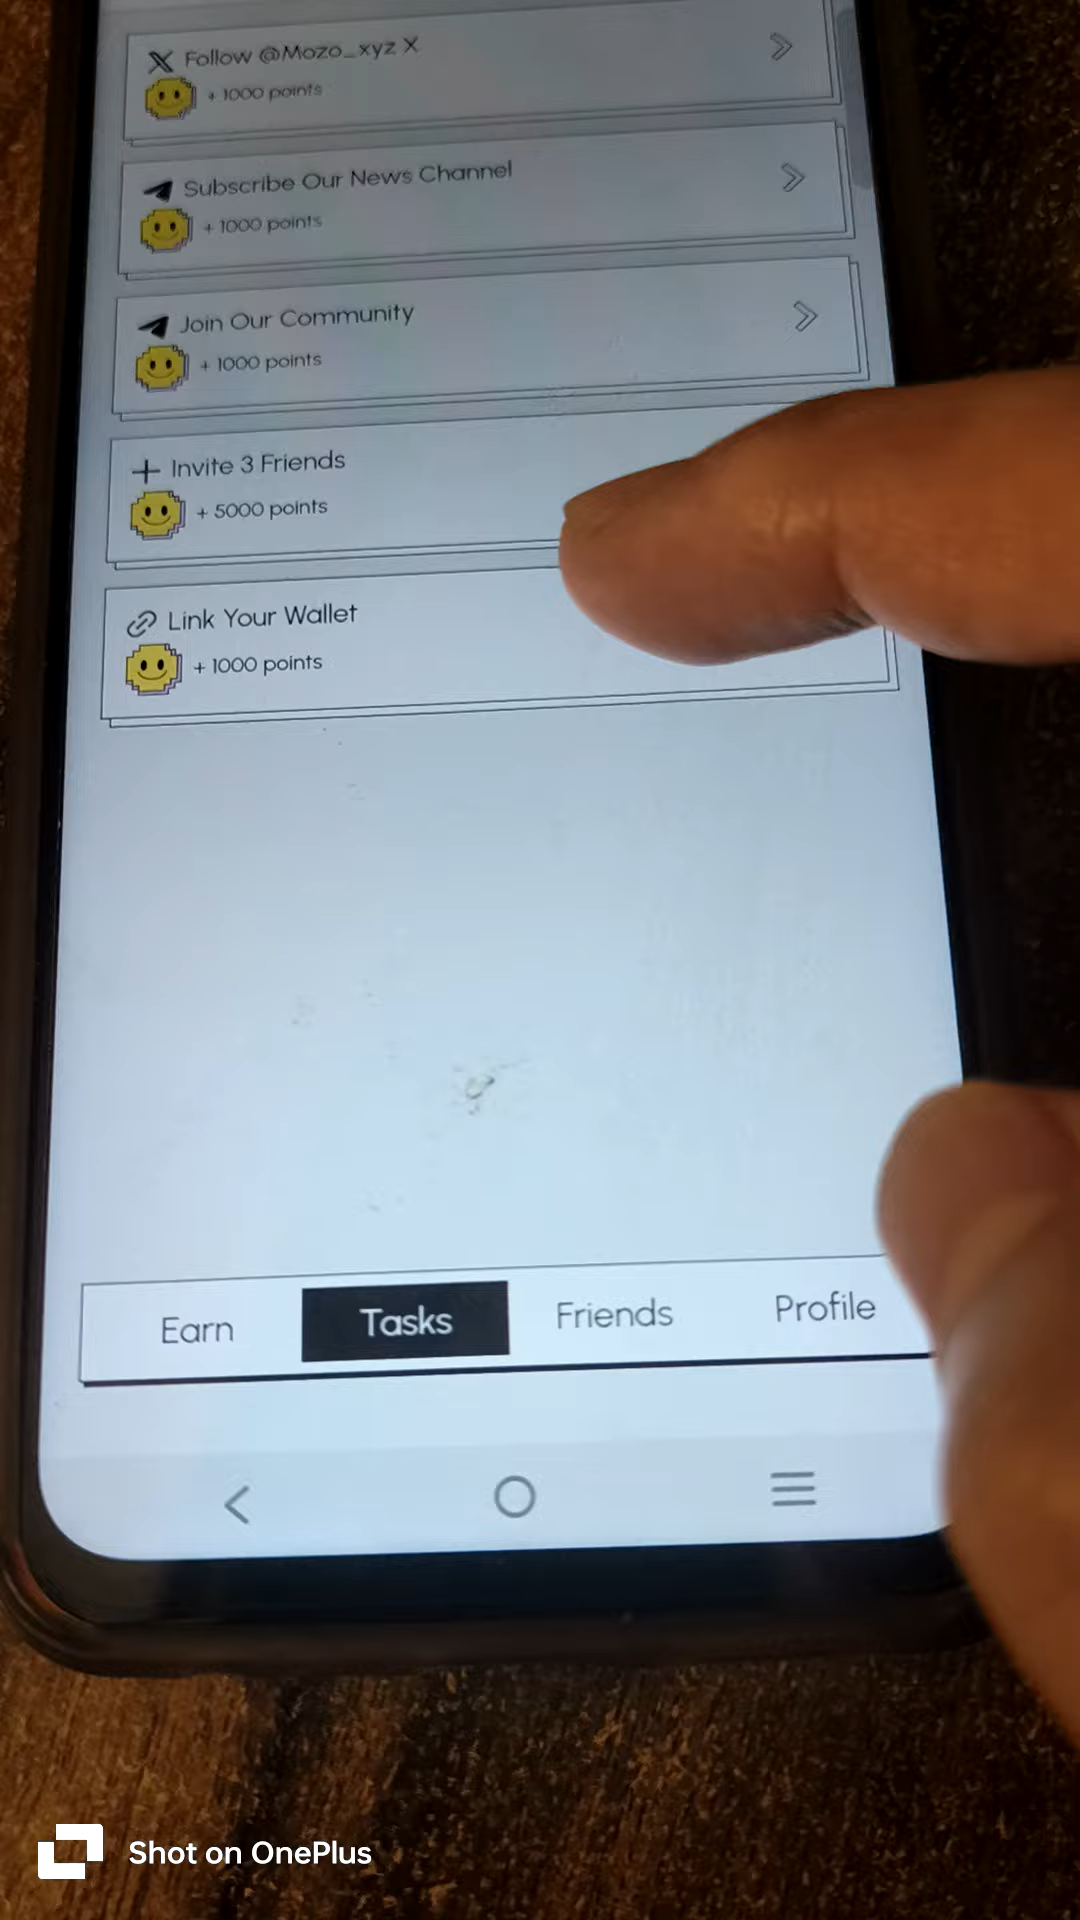 Follow @Mozo_xyz X
+ 1000 points
Subscribe Our News Channel
+ 1000 points
Join Our Community
+ 1000 points
Invite 3 Friends
+ 5000 points
Link Your Wallet
+ 1000 points
Earn Tasks Friends Profile
Shot on OnePlus